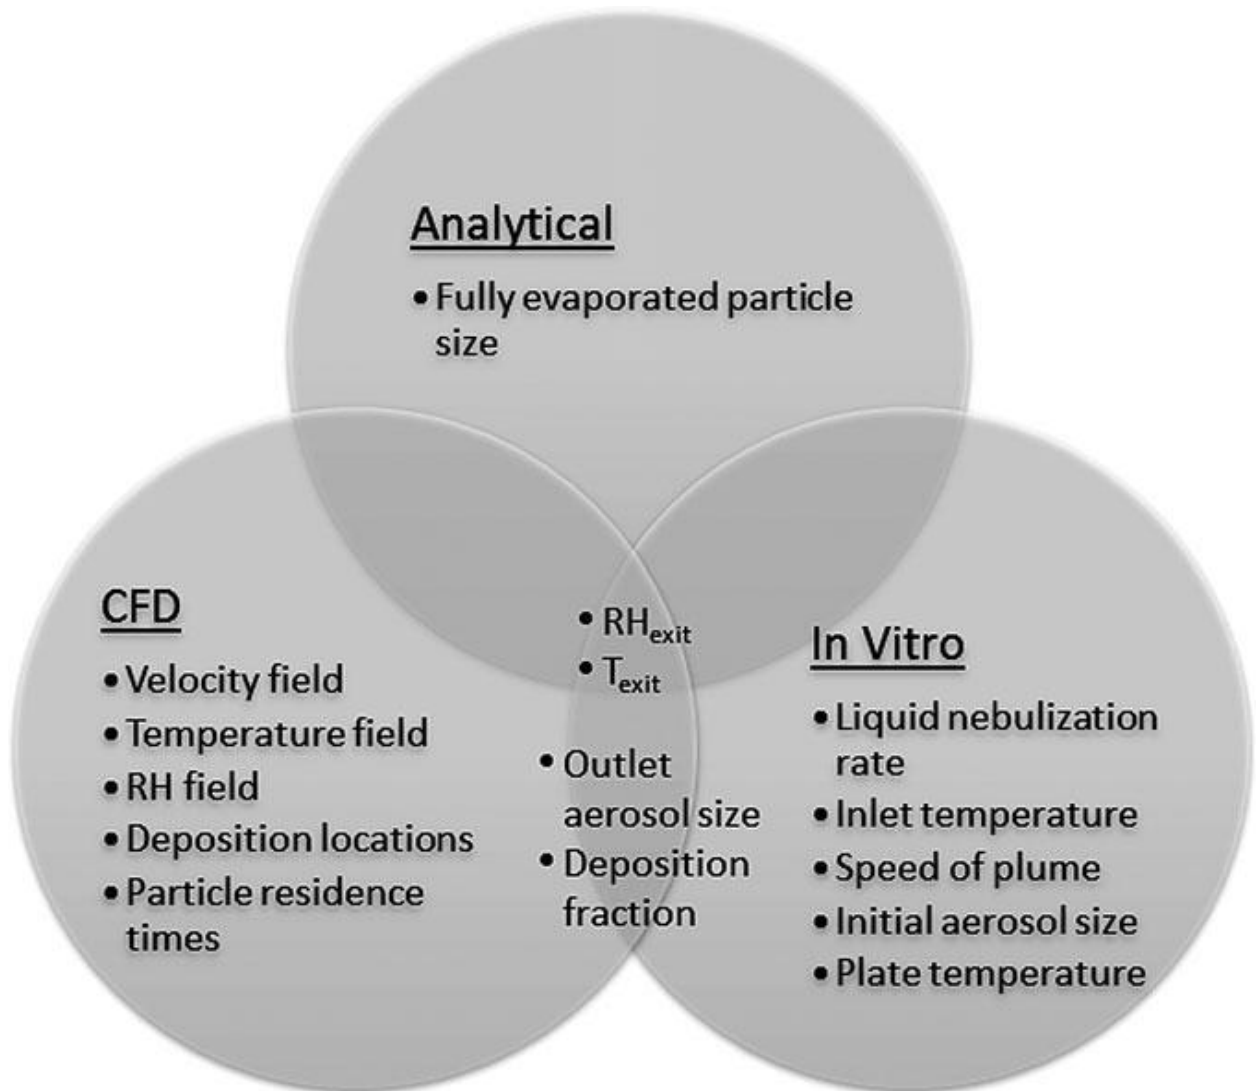 Analytical
• Fully evaporated particle
size
CFD
• Velocity field
• Temperature field
• RH field
• Deposition locations
• Particle residence
times
• RHexit
• Texit
• Outlet
aerosol size
• Deposition
fraction
In Vitro
• Liquid nebulization
rate
• Inlet temperature
• Speed of plume
• Initial aerosol size
• Plate temperature